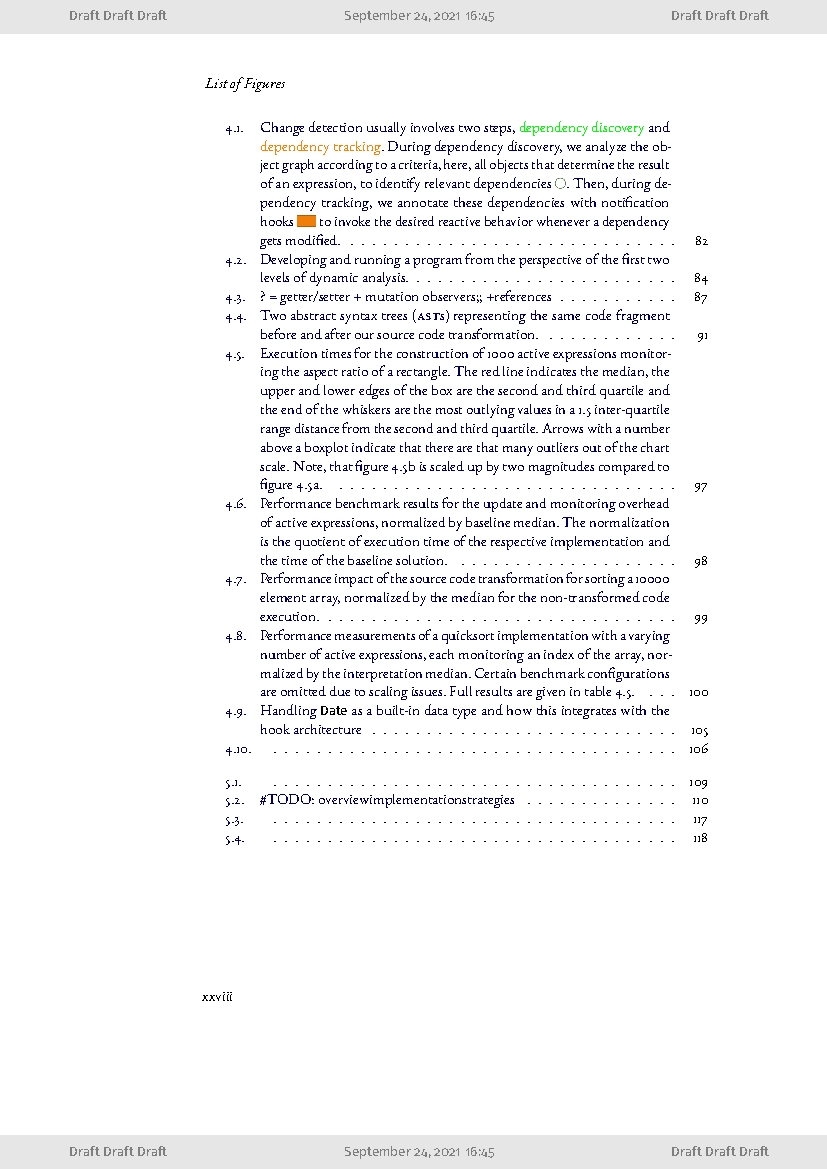 Draft Draft Draft September 24, 2021 16:45 Draft Draft Draft
List of Figures
4.1. Change detection usually involves two steps, dependency discovery and
dependency tracking. During dependency discovery, we analyze the ob-
ject graph according to a criteria, here, all objects that determine the result
of an expression, to identify relevant dependencies ◯. Then, during de-
pendency tracking, we annotate these dependencies with notification
hooks to invoke the desired reactive behavior whenever a dependency
gets modified. . . . . . . . . . . . . . . . . . . . . . . . . . . . . . . 82
4.2. Developing and running a program from the perspective of the first two
levels of dynamic analysis. . . . . . . . . . . . . . . . . . . . . . . . . 84
4.3. ? = getter/setter + mutation observers;; +references . . . . . . . . . . . 87
4.4. Two abstract syntax trees (ASTs) representing the same code fragment
before and after our source code transformation. . . . . . . . . . . . . . 91
4.5. Execution times for the construction of 1000 active expressions monitor-
ing the aspect ratio of a rectangle. The red line indicates the median, the
upper and lower edges of the box are the second and third quartile and
the end of the whiskers are the most outlying values in a 1.5 inter-quartile
range distance from the second and third quartile. Arrows with a number
above a boxplot indicate that there are that many outliers out of the chart
scale. Note, that figure 4.5b is scaled up by two magnitudes compared to
figure 4.5a. . . . . . . . . . . . . . . . . . . . . . . . . . . . . . . . 97
4.6. Performance benchmark results for the update and monitoring overhead
of active expressions, normalized by baseline median. The normalization
is the quotient of execution time of the respective implementation and
the time of the baseline solution. . . . . . . . . . . . . . . . . . . . . 98
4.7. Performance impact of the source code transformation for sorting a 10000
element array, normalized by the median for the non-transformed code
execution. . . . . . . . . . . . . . . . . . . . . . . . . . . . . . . . . 99
4.8. Performance measurements of a quicksort implementation with a varying
number of active expressions, each monitoring an index of the array, nor-
malized by the interpretation median. Certain benchmark configurations
are omitted due to scaling issues. Full results are given in table 4.5. . . . 100
4.9. Handling Date as a built-in data type and how this integrates with the
hook architecture . . . . . . . . . . . . . . . . . . . . . . . . . . . . 105
4.10. . . . . . . . . . . . . . . . . . . . . . . . . . . . . . . . . . . . . . 106
5.1. . . . . . . . . . . . . . . . . . . . . . . . . . . . . . . . . . . . . . 109
5.2. #TODO: overviewimplementationstrategies . . . . . . . . . . . . . . 110
5.3. . . . . . . . . . . . . . . . . . . . . . . . . . . . . . . . . . . . . . 117
5.4. . . . . . . . . . . . . . . . . . . . . . . . . . . . . . . . . . . . . . 118
xxviii
Draft Draft Draft September 24, 2021 16:45 Draft Draft Draft